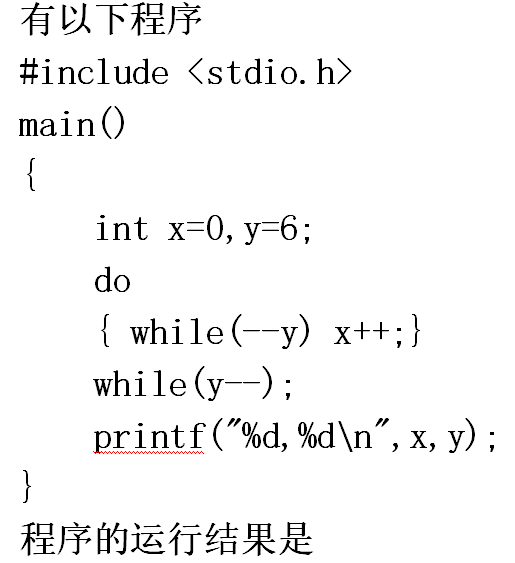 有以下程序
#include <stdio.h>
main()
{
int x=0,y=6;
do
{ while(--y) x++;}
while(y--);
printf("%d,%d\n",x,y);
}
程序的运行结果是